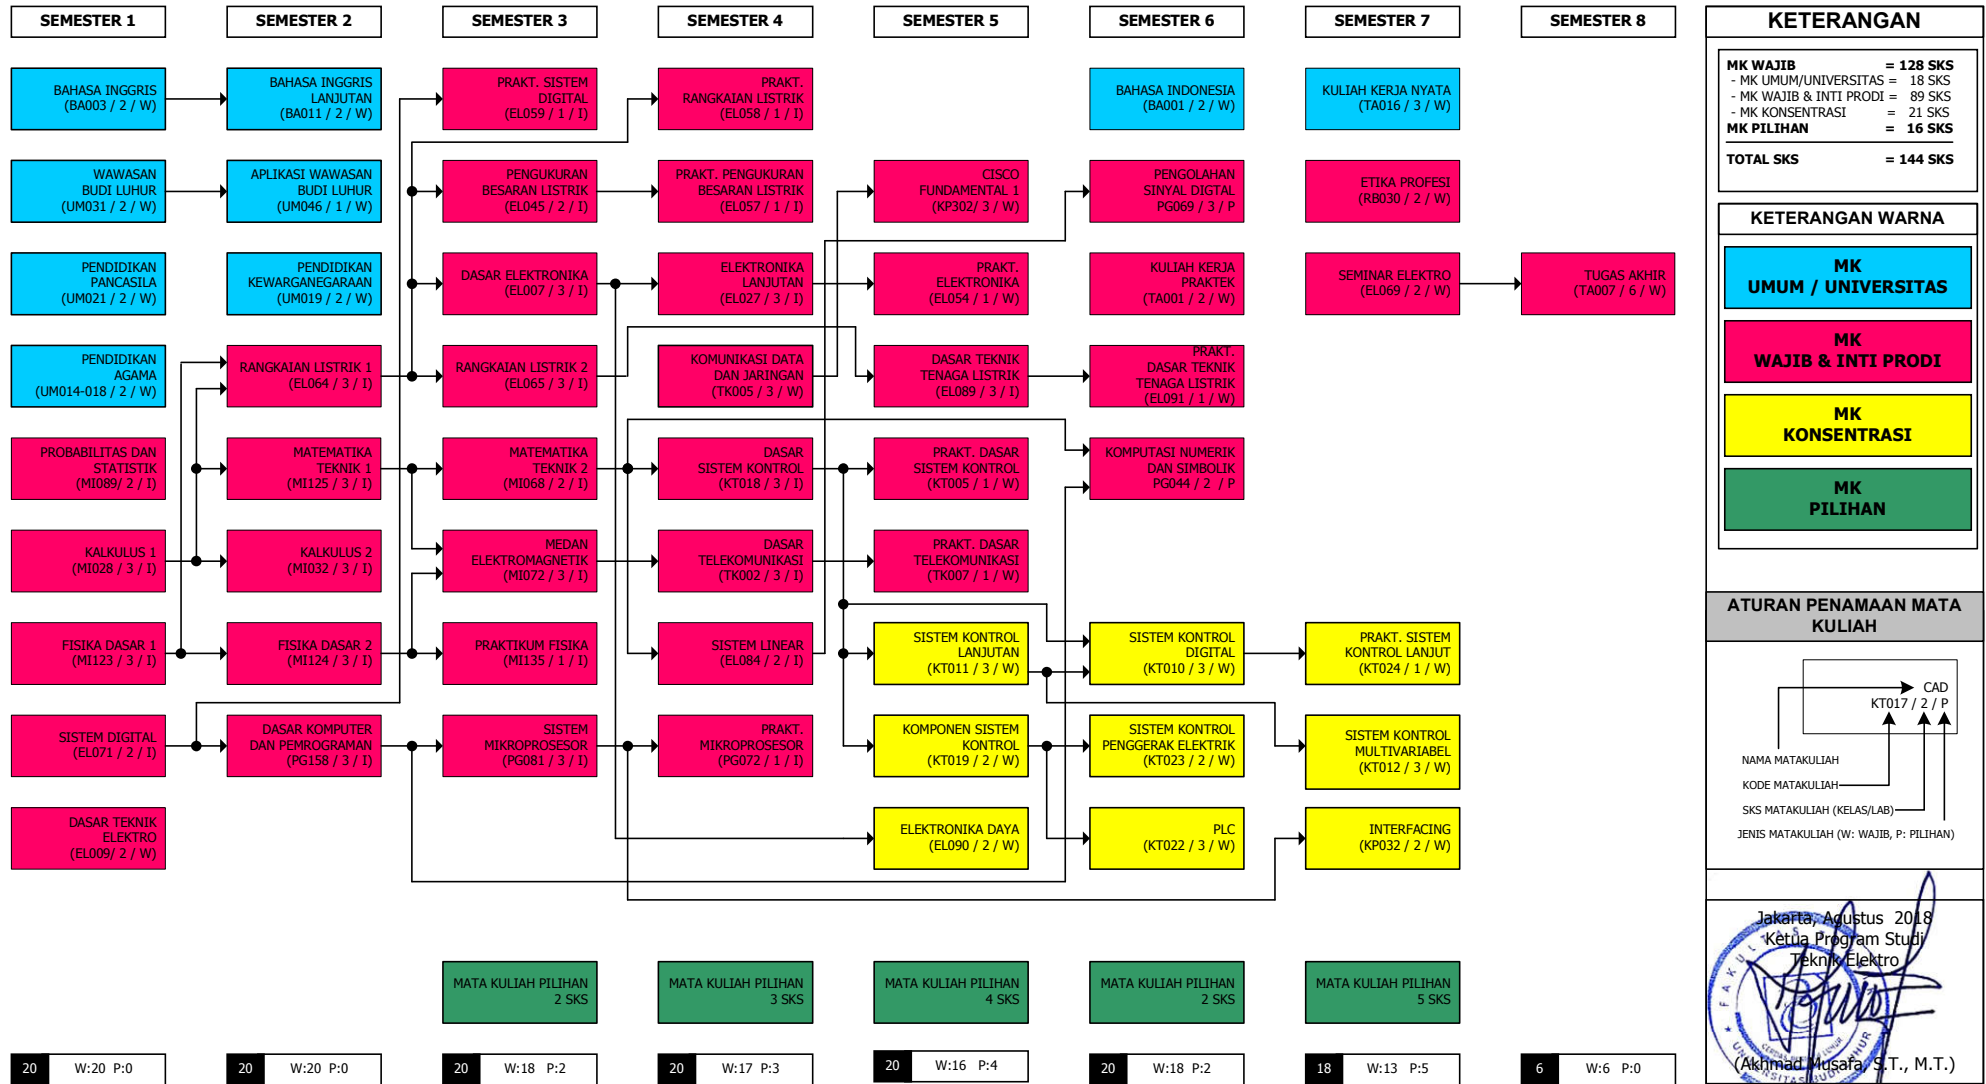 SEMESTER 1
SEMESTER 2
SEMESTER 3
SEMESTER 4
SEMESTER 5
SEMESTER 6
SEMESTER 7
SEMESTER 8
BAHASA INGGRIS
(BA003 / 2 / W)
BAHASA INGGRIS
LANJUTAN
(BA011 / 2 / W)
PRAKT. SISTEM
DIGITAL
(EL059 / 1 / I)
PRAKT.
RANGKAIAN LISTRIK
(EL058 / 1 / I)
BAHASA INDONESIA
(BA001 / 2 / W)
KULIAH KERJA NYATA
(TA016 / 3 / W)
WAWASAN
BUDI LUHUR
(UM031 / 2 / W)
APLIKASI WAWASAN
BUDI LUHUR
(UM046 / 1 / W)
PENGUKURAN
BESARAN LISTRIK
(EL045 / 2 / I)
PRAKT. PENGUKURAN
BESARAN LISTRIK
(EL057 / 1 / I)
CISCO
FUNDAMENTAL 1
(KP302/ 3 / W)
PENGOLAHAN
SINYAL DIGTAL
PG069 / 3 / P
ETIKA PROFESI
(RB030 / 2 / W)
PENDIDIKAN
PANCASILA
(UM021 / 2 / W)
PENDIDIKAN
KEWARGANEGARAAN
(UM019 / 2 / W)
DASAR ELEKTRONIKA
(EL007 / 3 / I)
ELEKTRONIKA
LANJUTAN
(EL027 / 3 / I)
PRAKT.
ELEKTRONIKA
(EL054 / 1 / W)
KULIAH KERJA
PRAKTEK
(TA001 / 2 / W)
SEMINAR ELEKTRO
(EL069 / 2 / W)
TUGAS AKHIR
(TA007 / 6 / W)
PENDIDIKAN
AGAMA
(UM014-018 / 2 / W)
RANGKAIAN LISTRIK 1
(EL064 / 3 / I)
RANGKAIAN LISTRIK 2
(EL065 / 3 / I)
KOMUNIKASI DATA
DAN JARINGAN
(TK005 / 3 / W)
DASAR TEKNIK
TENAGA LISTRIK
(EL089 / 3 / I)
PRAKT.
DASAR TEKNIK
TENAGA LISTRIK
(EL091 / 1 / W)
PROBABILITAS DAN
STATISTIK
(MI089/ 2 / I)
MATEMATIKA
TEKNIK 1
(MI125 / 3 / I)
MATEMATIKA
TEKNIK 2
(MI068 / 2 / I)
DASAR
SISTEM KONTROL
(KT018 / 3 / I)
PRAKT. DASAR
SISTEM KONTROL
(KT005 / 1 / W)
KOMPUTASI NUMERIK
DAN SIMBOLIK
PG044 / 2 / P
KALKULUS 1
(MI028 / 3 / I)
KALKULUS 2
(MI032 / 3 / I)
MEDAN
ELEKTROMAGNETIK
(MI072 / 3 / I)
DASAR
TELEKOMUNIKASI
(TK002 / 3 / I)
PRAKT. DASAR
TELEKOMUNIKASI
(TK007 / 1 / W)
FISIKA DASAR 1
(MI123 / 3 / I)
FISIKA DASAR 2
(MI124 / 3 / I)
PRAKTIKUM FISIKA
(MI135 / 1 / I)
SISTEM LINEAR
(EL084 / 2 / I)
SISTEM KONTROL
LANJUTAN
(KT011 / 3 / W)
SISTEM KONTROL
DIGITAL
(KT010 / 3 / W)
PRAKT. SISTEM
KONTROL LANJUT
(KT024 / 1 / W)
SISTEM DIGITAL
(EL071 / 2 / I)
DASAR KOMPUTER
DAN PEMROGRAMAN
(PG158 / 3 / I)
SISTEM
MIKROPROSESOR
(PG081 / 3 / I)
PRAKT.
MIKROPROSESOR
(PG072 / 1 / I)
KOMPONEN SISTEM
KONTROL
(KT019 / 2 / W)
SISTEM KONTROL
PENGGERAK ELEKTRIK
(KT023 / 2 / W)
SISTEM KONTROL
MULTIVARIABEL
(KT012 / 3 / W)
DASAR TEKNIK
ELEKTRO
(EL009/ 2 / W)
ELEKTRONIKA DAYA
(EL090 / 2 / W)
PLC
(KT022 / 3 / W)
INTERFACING
(KP032 / 2 / W)
MATA KULIAH PILIHAN
2 SKS
MATA KULIAH PILIHAN
3 SKS
MATA KULIAH PILIHAN
4 SKS
MATA KULIAH PILIHAN
2 SKS
MATA KULIAH PILIHAN
5 SKS
20 W:20 P:0
20 W:20 P:0
20 W:18 P:2
20 W:17 P:3
20 W:16 P:4
20 W:18 P:2
18 W:13 P:5
6 W:6 P:0
KETERANGAN
MK WAJIB = 128 SKS
- MK UMUM/UNIVERSITAS = 18 SKS
- MK WAJIB & INTI PRODI = 89 SKS
- MK KONSENTRASI = 21 SKS
MK PILIHAN = 16 SKS
TOTAL SKS = 144 SKS
KETERANGAN WARNA
MK
UMUM / UNIVERSITAS
MK
WAJIB & INTI PRODI
MK
KONSENTRASI
MK
PILIHAN
ATURAN PENAMAAN MATA
KULIAH
CAD
KT017 / 2 / P
NAMA MATAKULIAH
KODE MATAKULIAH
SKS MATAKULIAH (KELAS/LAB)
JENIS MATAKULIAH (W: WAJIB, P: PILIHAN)
Jakarta, Agustus 2018
Ketua Program Studi
Teknik Elektro
(Akhmad Musafa, S.T., M.T.)